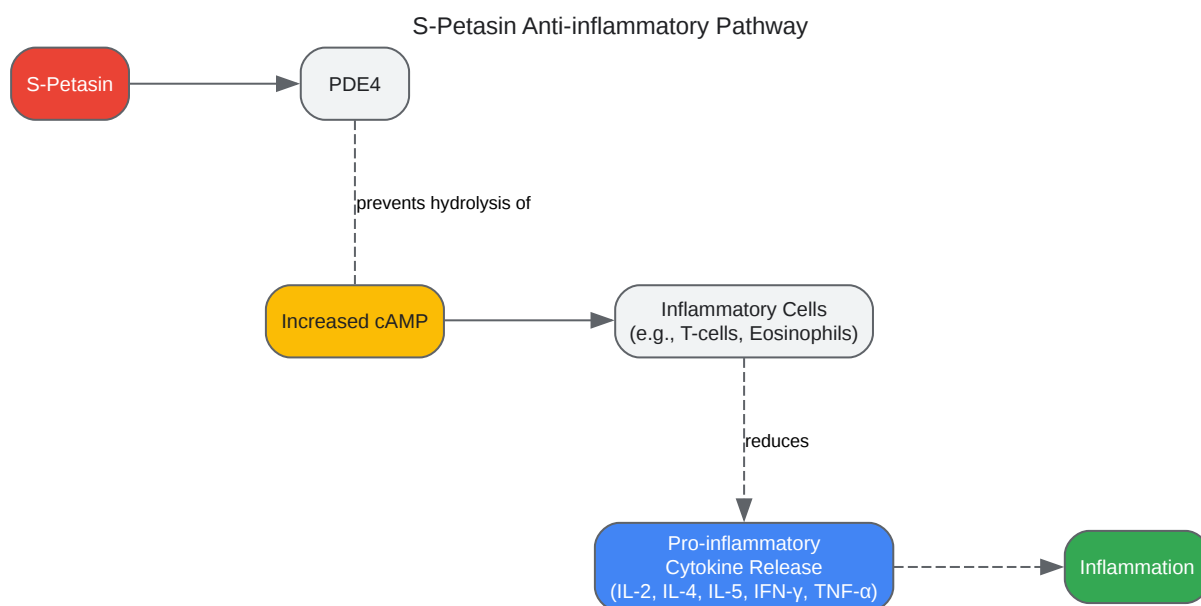 S-Petasin Anti-inflammatory Pathway
S-Petasin
PDE4
prevents hydrolysis of
Increased cAMP
Inflammatory Cells
(e.g., T-cells, Eosinophils)
reduces
Pro-inflammatory
Cytokine Release
(IL-2, IL-4, IL-5, IFN-γ, TNF-α)
Inflammation